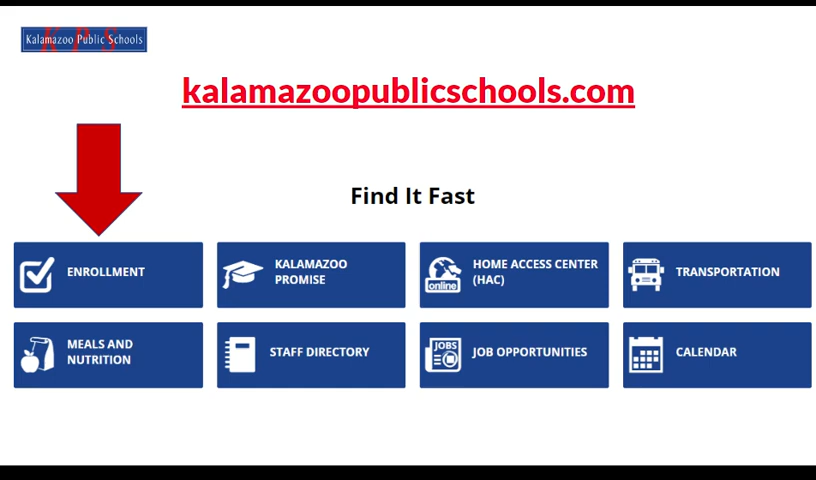 Kalamazoo Public Schools
kalamazoopublicschools.com
Find It Fast
ENROLLMENT
KALAMAZOO
PROMISE
HOME ACCESS CENTER
(HAC)
online
TRANSPORTATION
MEALS AND
NUTRITION
STAFF DIRECTORY
JOBS
JOB OPPORTUNITIES
CALENDAR